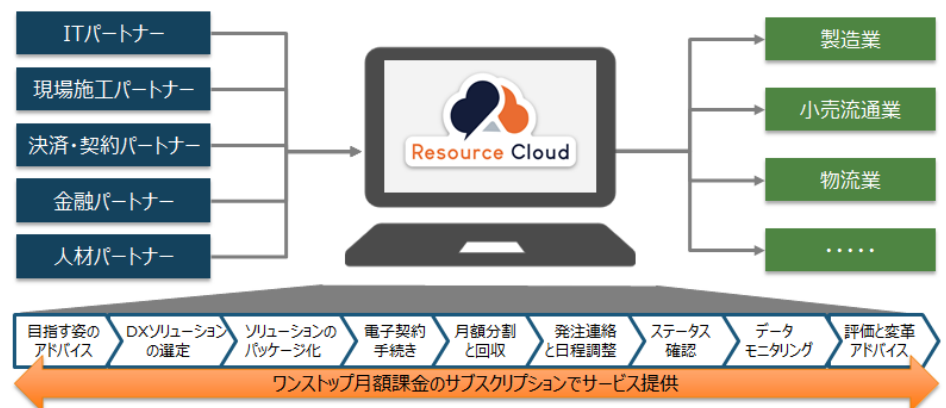 ITパートナー
現場施工パートナー
決済・契約パートナー
金融パートナー
人材パートナー
Resource Cloud
製造業
小売流通業
物流業
・・・・・
目指す姿の
アドバイス
DXソリューション
の選定
ソリューションの
パッケージ化
電子契約
手続き
月額分割
と回収
発注連絡
と日程調整
ステータス
確認
データ
モニタリング
評価と変革
アドバイス
ワンストップ月額課金のサブスクリプションでサービス提供